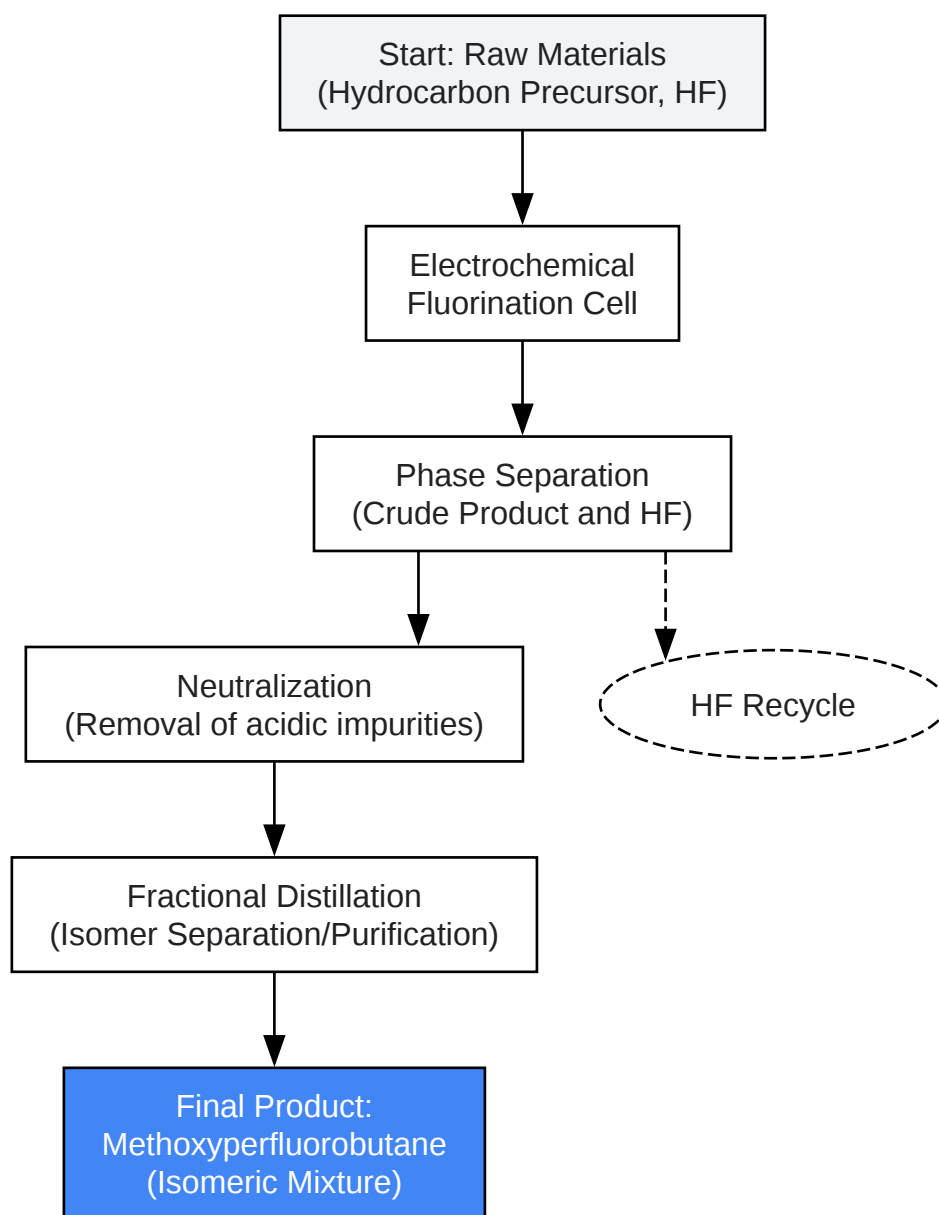 Start: Raw Materials
(Hydrocarbon Precursor, HF)
Electrochemical
Fluorination Cell
Phase Separation
(Crude Product and HF)
Neutralization
(Removal of acidic impurities)
HF Recycle
Fractional Distillation
(Isomer Separation/Purification)
Final Product:
Methoxyperfluorobutane
(Isomeric Mixture)